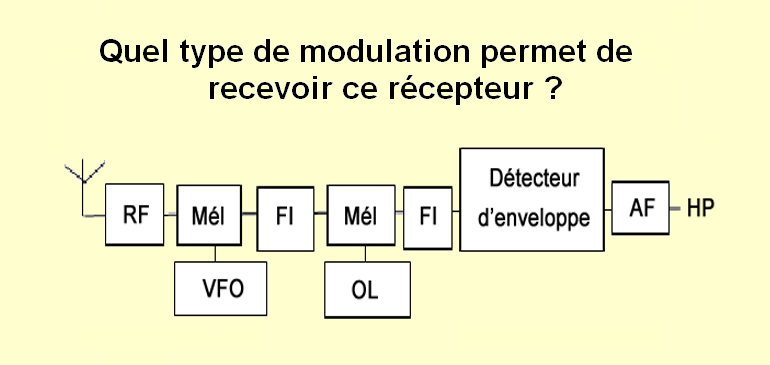 Quel type de modulation permet de
recevoir ce récepteur ?
Détecteur
d'enveloppe
RF
Mél
FI
Mél
FI
AF
HP
VFO
OL